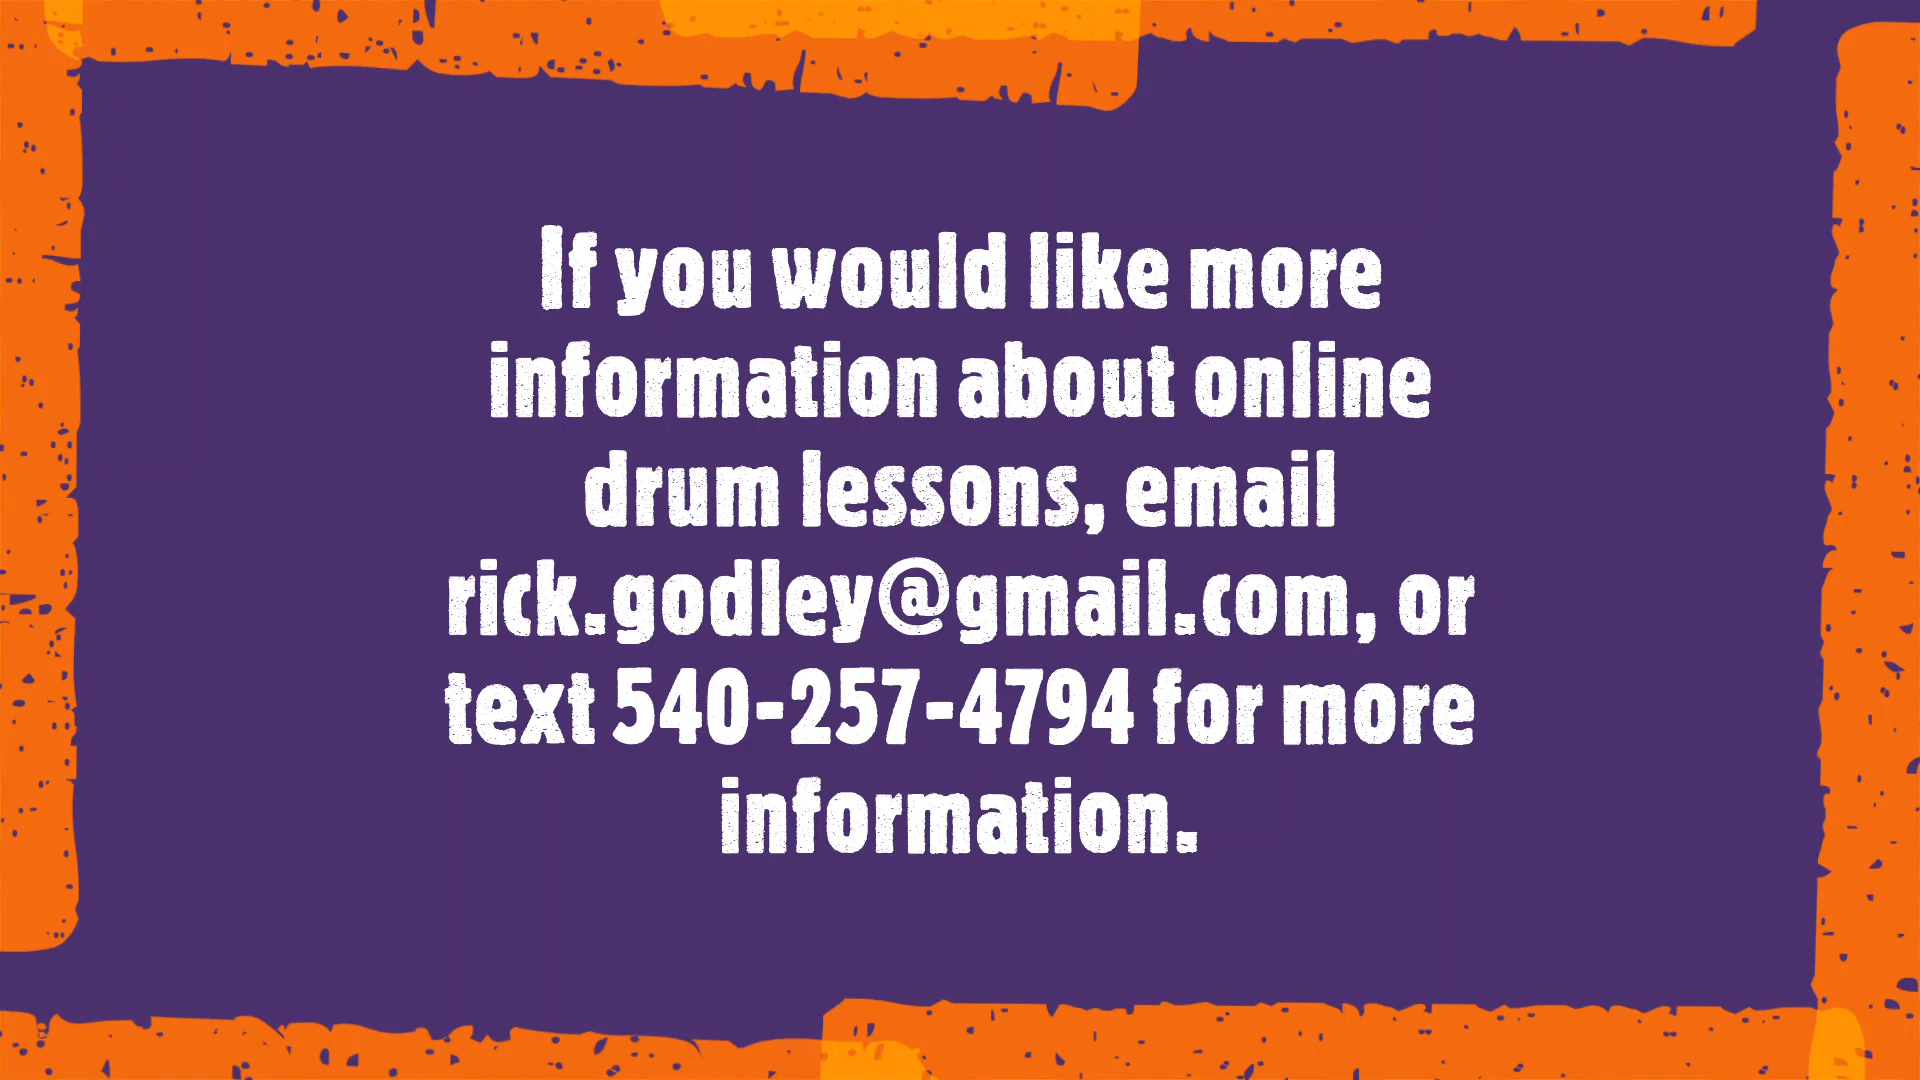 If you would like more
information about online
drum lessons, email
rick.godley@gmail.com, or
text 540-257-4794 for more
information.